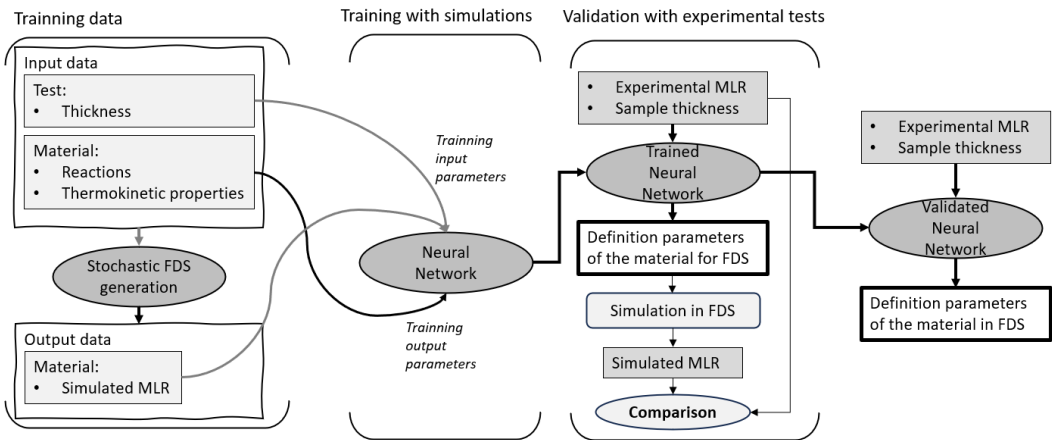 Trainning data
Input data
Test:
• Thickness
Material:
• Reactions
• Thermokinetic properties
Stochastic FDS
generation
Output data
Material:
• Simulated MLR
Training with simulations
Trainning
input
parameters
Neural
Network
Trainning
output
parameters
Validation with experimental tests
• Experimental MLR
• Sample thickness
Trained
Neural
Network
Definition parameters
of the material for FDS
Simulation in FDS
Simulated MLR
Comparison
• Experimental MLR
• Sample thickness
Validated
Neural
Network
Definition parameters
of the material in FDS